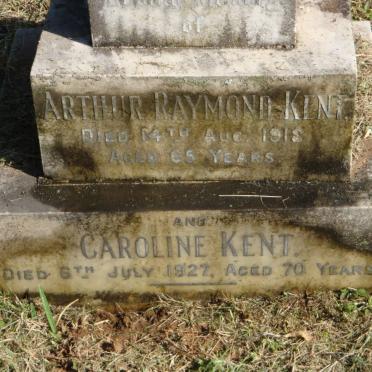 of
ARTHUR RAYMOND KENT.
DIED 14TH AUG. 1918
AGED 65 YEARS
AND
CAROLINE KENT.
DIED 6TH JULY 1927, AGED 70 YEARS